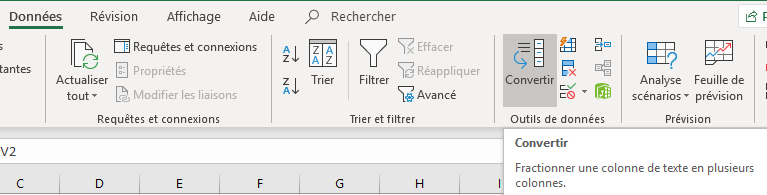 Données Révision Affichage Aide Rechercher
Requêtes et connexions
Propriétés
Modifier les liaisons
Actualiser
tout
Trier
Filtrer
Effacer
Réappliquer
Avancé
Convertir
Analyse
scénarios
Feuille de
prévision
Requêtes et connexions Trier et filtrer Outils de données Prévision
V2
Convertir
Fractionner une colonne de texte en plusieurs
colonnes.
C D E F G H I